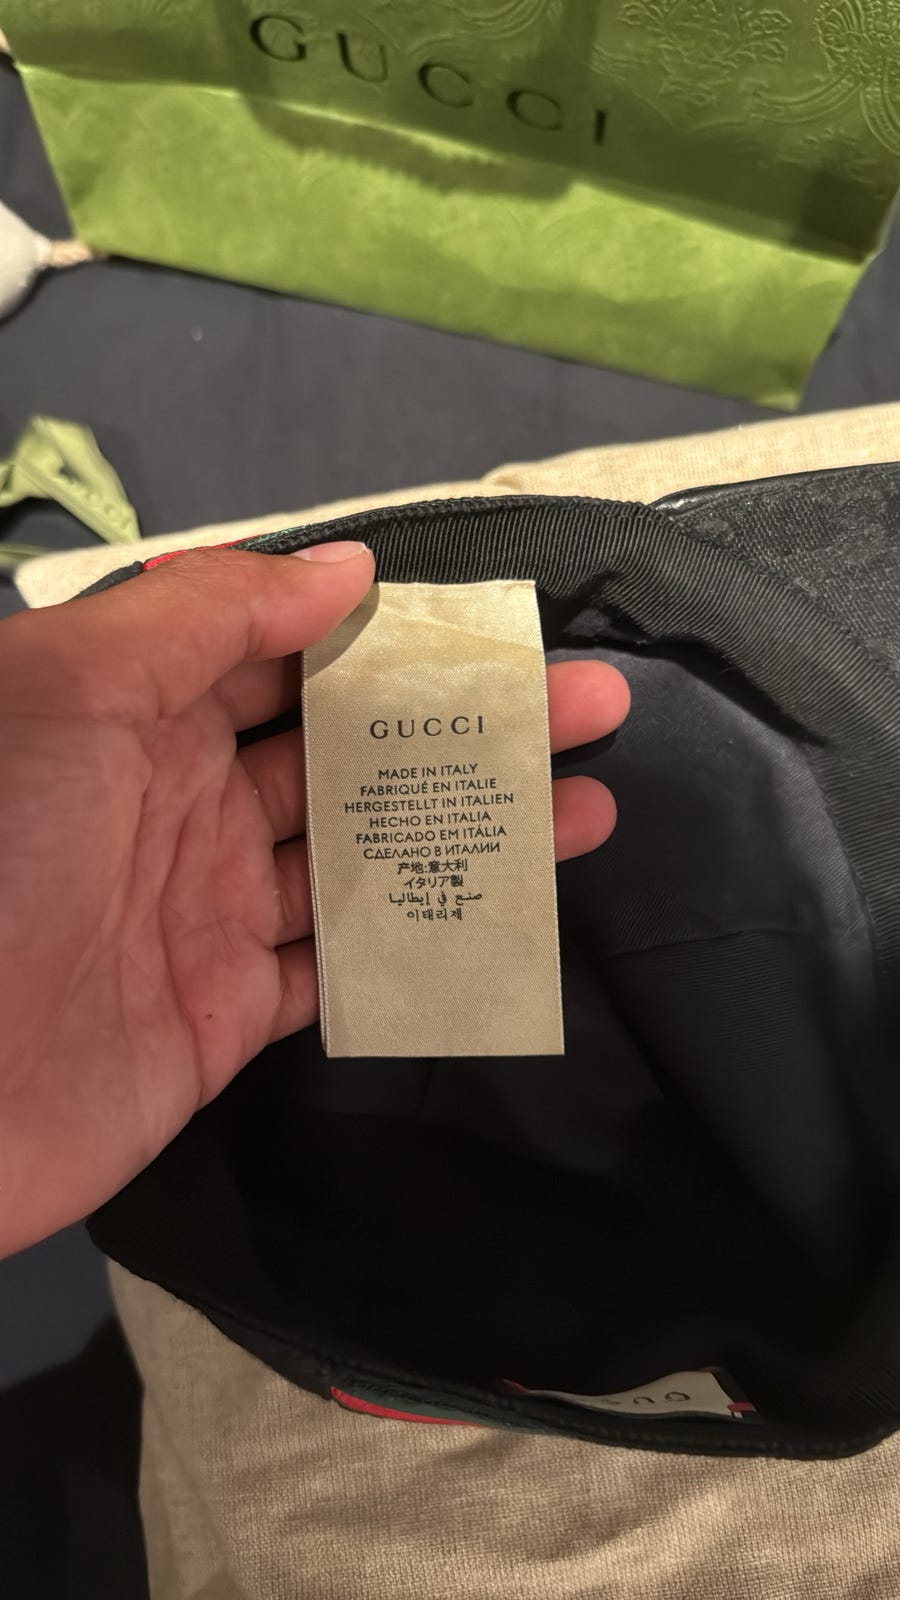 GUCCI
GUCCI
MADE IN ITALY
FABRIQUÉ EN ITALIE
HERGESTELLT IN ITALIEN
HECHO EN ITALIA
FABRICADO EM ITÁLIA
СДЕЛАНО В ИТАЛИИ
产地:意大利
イタリア製
صنع في إيطاليا
이태리제